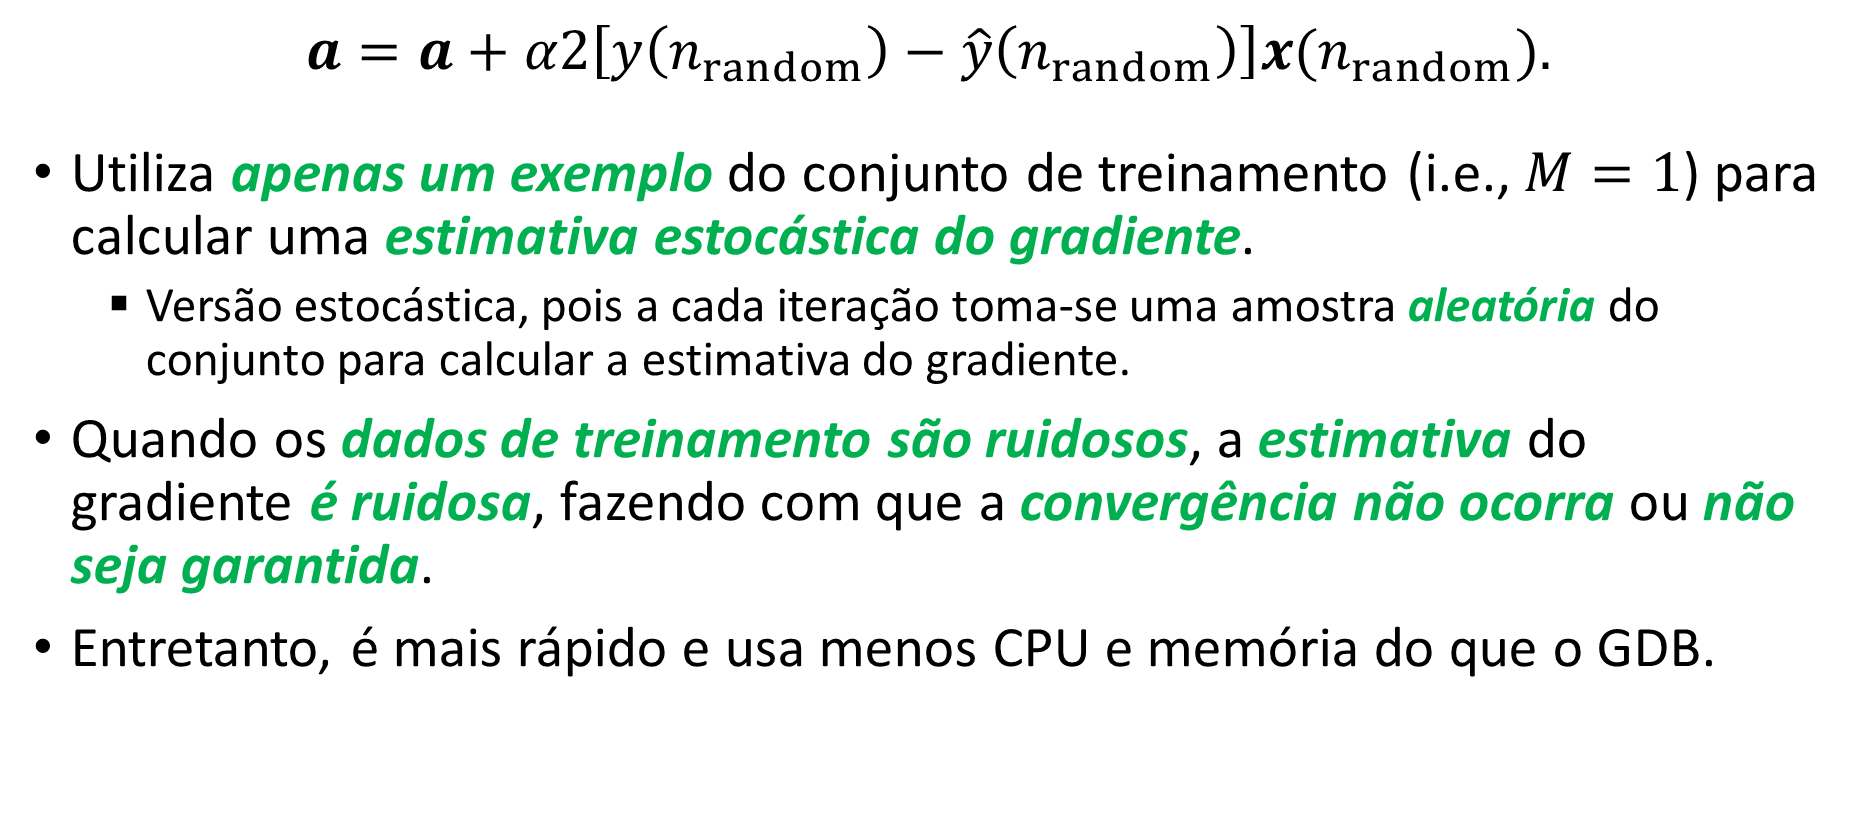 𝒂 = 𝒂 + α2[y(n_random) − ŷ(n_random)]𝒙(n_random).
• Utiliza apenas um exemplo do conjunto de treinamento (i.e., M = 1) para
calcular uma estimativa estocástica do gradiente.
▪ Versão estocástica, pois a cada iteração toma-se uma amostra aleatória do
conjunto para calcular a estimativa do gradiente.
• Quando os dados de treinamento são ruidosos, a estimativa do
gradiente é ruidosa, fazendo com que a convergência não ocorra ou não
seja garantida.
• Entretanto, é mais rápido e usa menos CPU e memória do que o GDB.